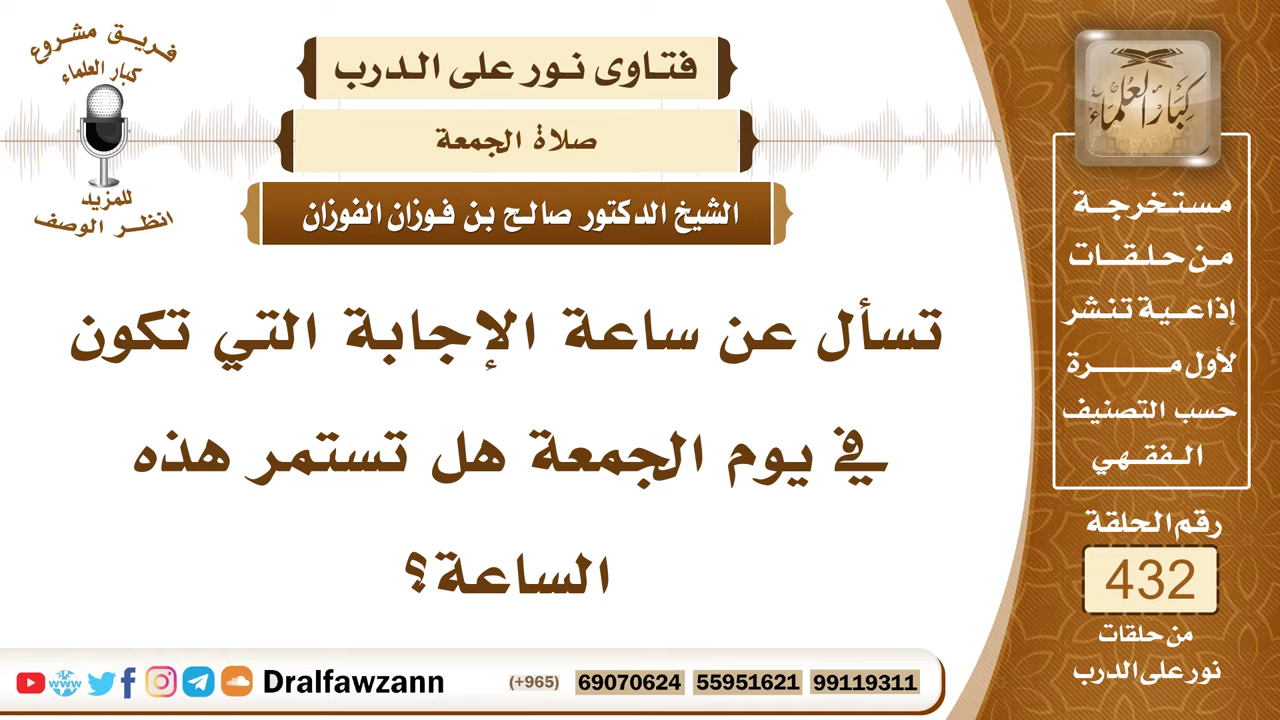 فريق مشروع
كبار العلماء
للمزيد
انظر الوصف
فتاوى نور على الدرب
صلاة الجمعة
الشيخ الدكتور صالح بن فوزان الفوزان
تسأل عن ساعة الإجابة التي تكون
في يوم الجمعة هل تستمر هذه
الساعة؟
كبار العلماء
مستخرجة
من حلقات
إذاعية تنشر
لأول مرة
حسب التصنيف
الفقهي
رقم الحلقة
432
من حلقات
نور على الدرب
www
Dralfawzann (+965) 69070624 55951621 99119311